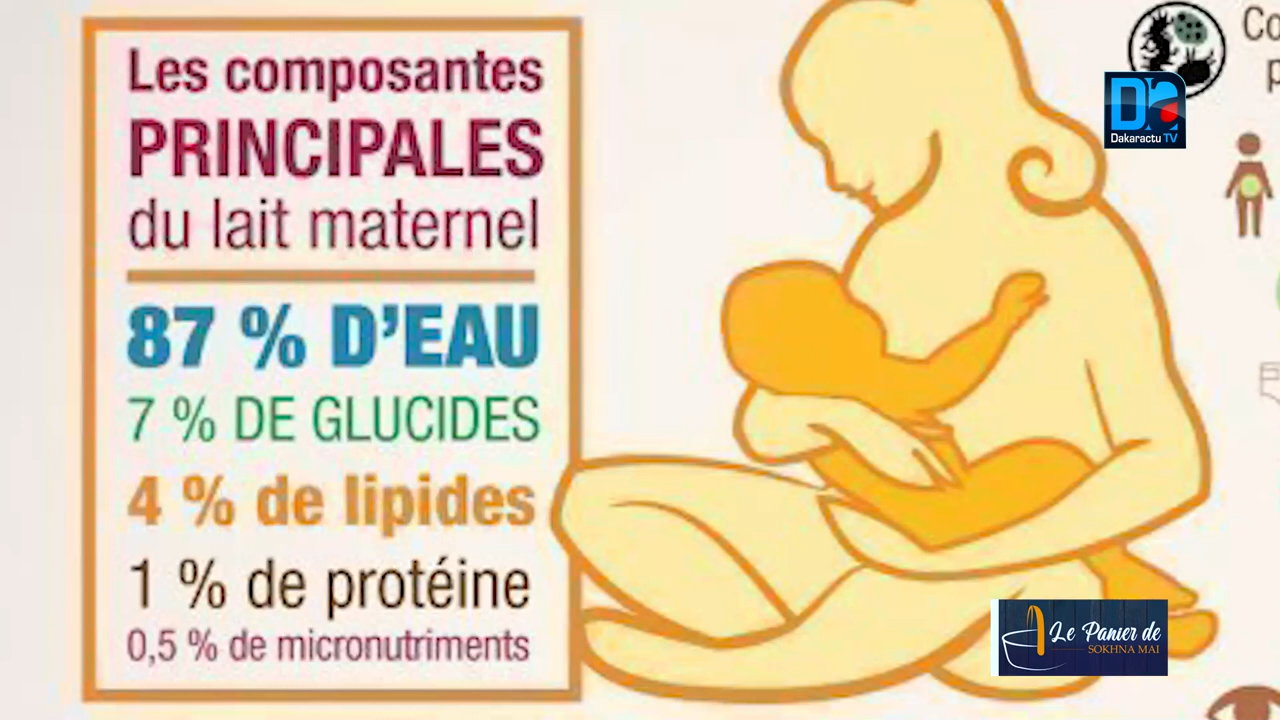 Les composantes
PRINCIPALES
du lait maternel
87 % D'EAU
7 % DE GLUCIDES
4 % de lipides
1 % de protéine
0,5 % de micronutriments
Dakaractu TV
Le Panier de
SOKHNA MAI